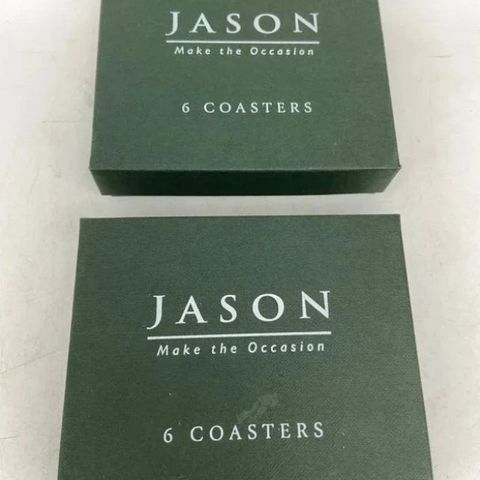 JASON
Make the Occasion
6 COASTERS
JASON
Make the Occasion
6 COASTERS